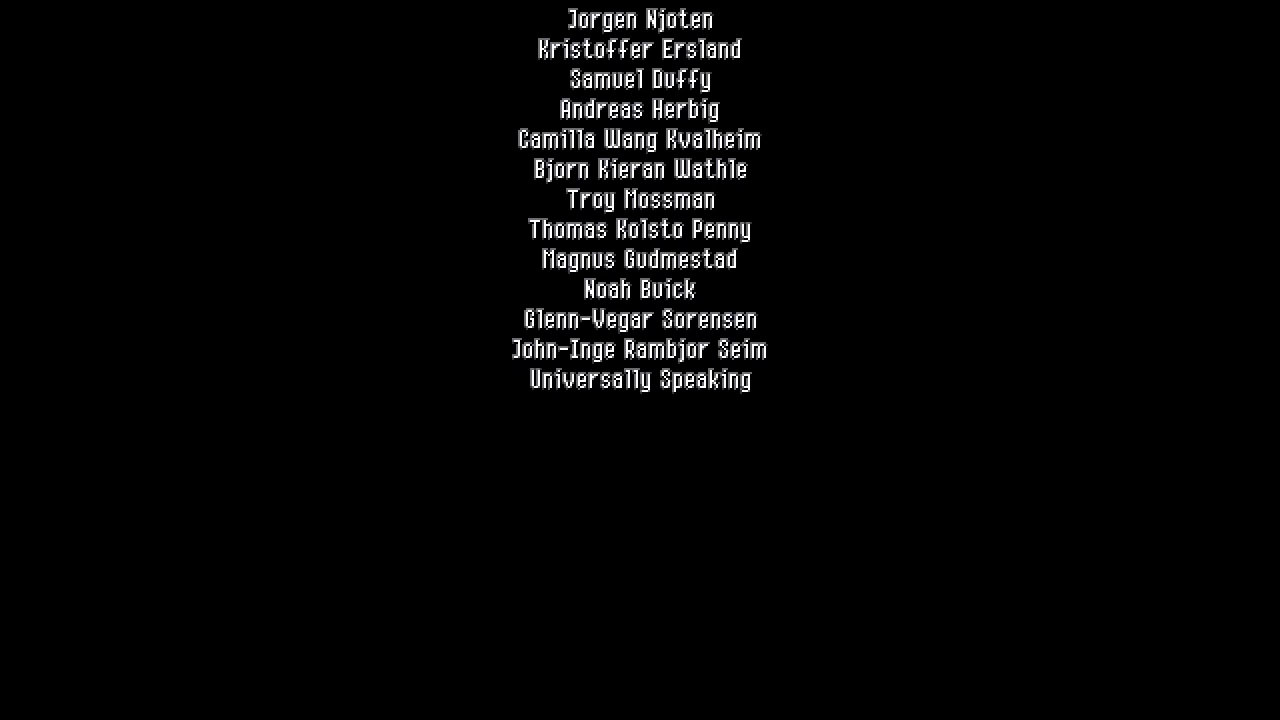 Jorgen Njoten
Kristoffer Ersland
Samuel Duffy
Andreas Herbig
Camilla Wang Kvalheim
Bjorn Kieran Wathle
Troy Mossman
Thomas Kolsto Penny
Magnus Gudmestad
Noah Buick
Glenn-Vegar Sorensen
John-Inge Rambjor Seim
Universally Speaking